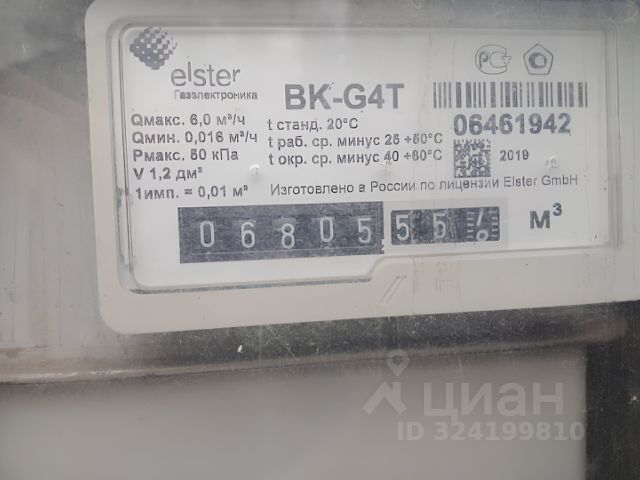 elster
Газэлектроника
BK-G4T
Qмакс. 6,0 м³/ч
t станд. 20°C
06461942
Qмин. 0,016 м³/ч
t раб. ср. минус 25 +50°C
Pмакс. 50 кПа
t окр. ср. минус 40 +60°C
2019
V 1,2 дм³
1имп. = 0,01 м³
Изготовлено в России по лицензии Elster GmbH
06805 55
м³
циан
ID 324199810